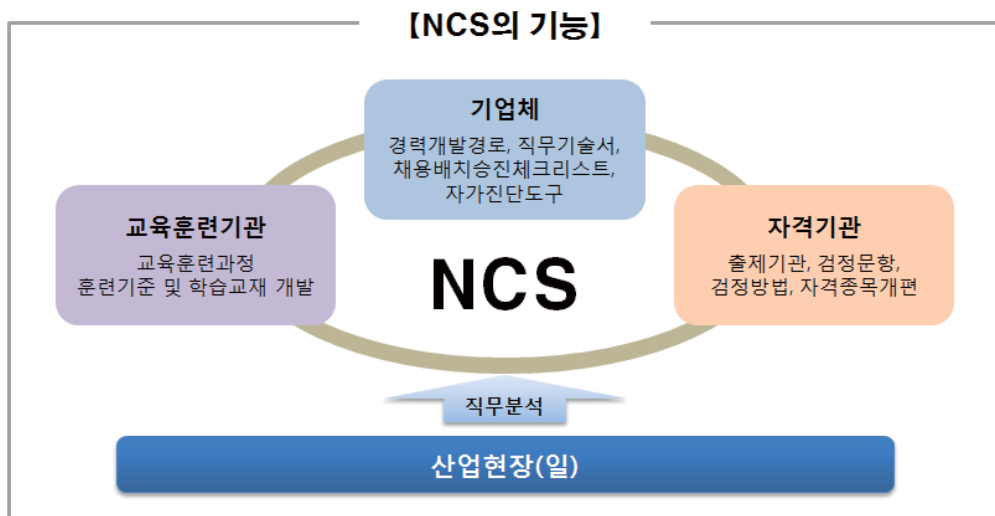 【NCS의 기능】
기업체
경력개발경로, 직무기술서,
채용배치승진체크리스트,
자가진단도구
교육훈련기관
교육훈련과정
훈련기준 및 학습교재 개발
자격기관
출제기관, 검정문항,
검정방법, 자격종목개편
NCS
직무분석
산업현장(일)